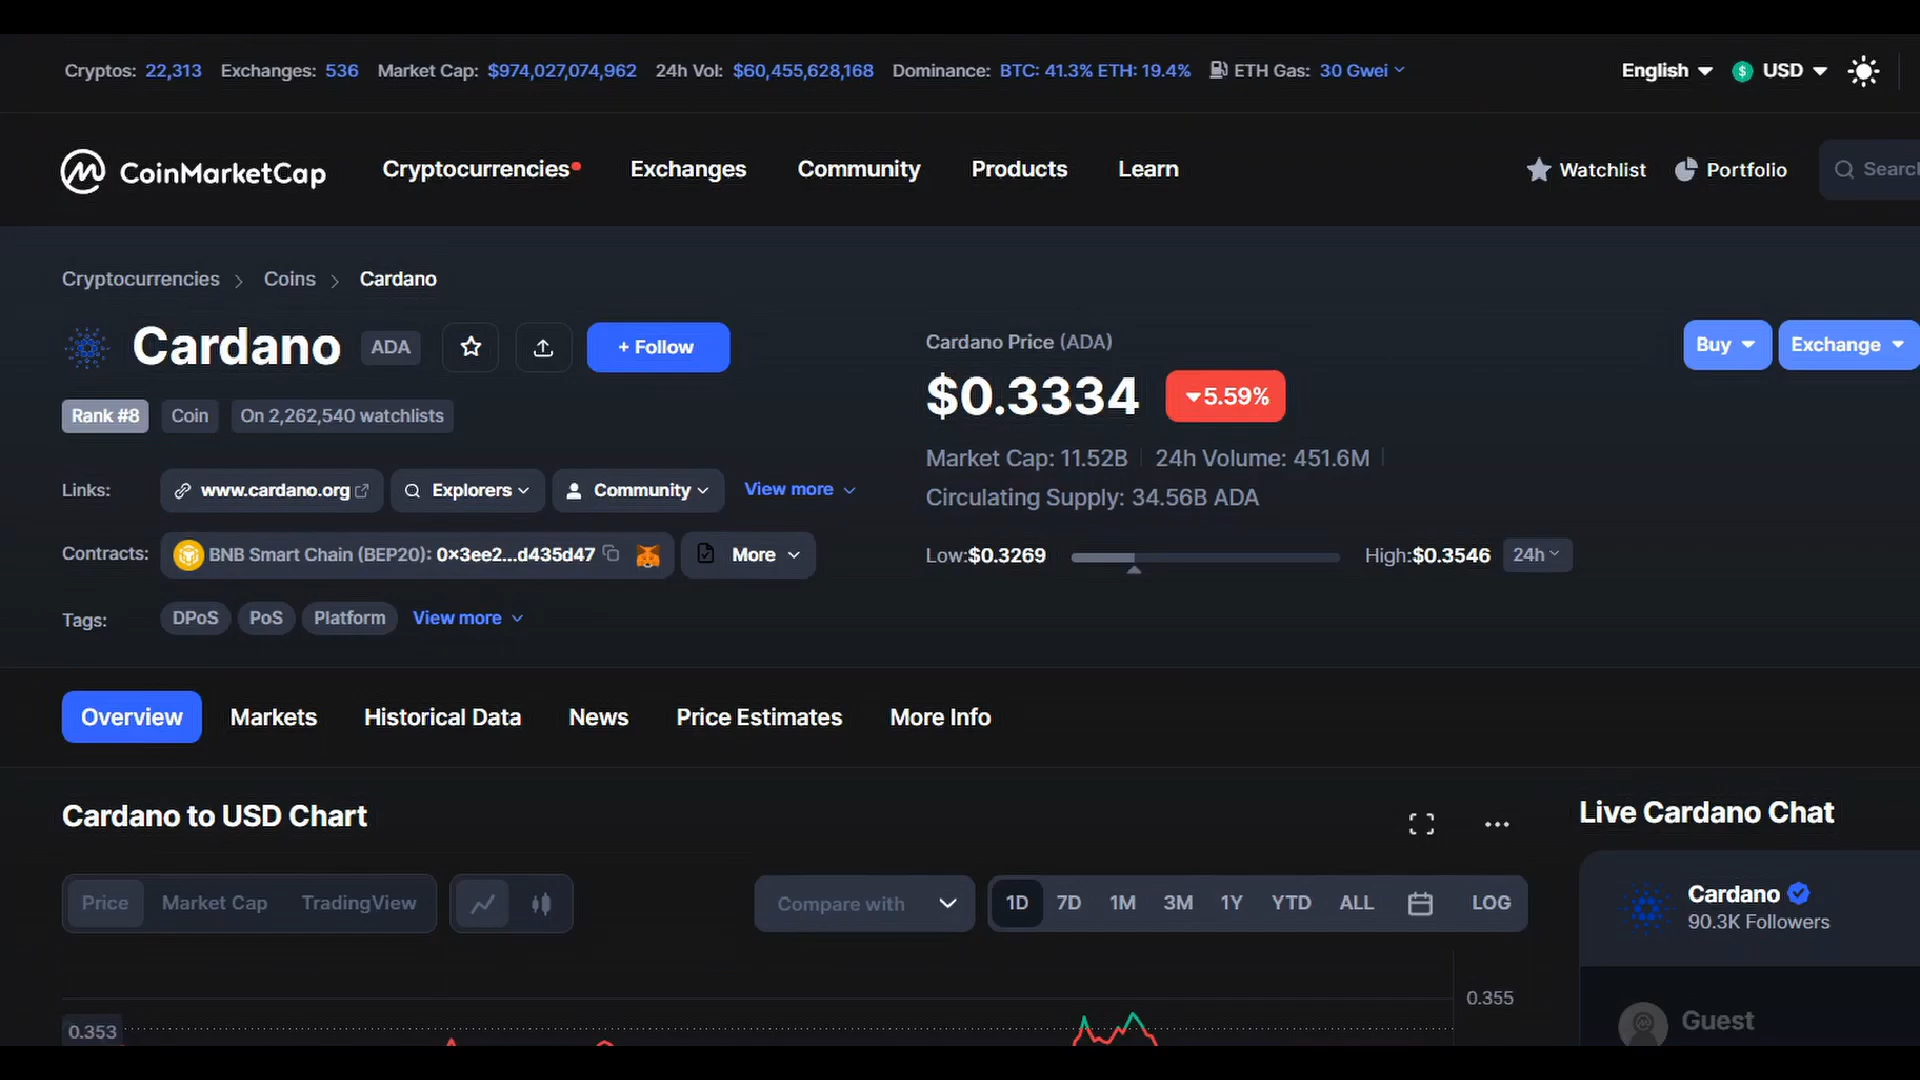 Cryptos: 22,313 Exchanges: 536 Market Cap: $974,027,074,962 24h Vol: $60,455,628,168 Dominance: BTC: 41.3% ETH: 19.4% ETH Gas: 30 Gwei English USD
CoinMarketCap Cryptocurrencies Exchanges Community Products Learn Watchlist Portfolio Search
Cryptocurrencies Coins Cardano
Cardano ADA + Follow
Rank #8 Coin On 2,262,540 watchlists
Links: www.cardano.org Explorers Community View more
Contracts: BNB Smart Chain (BEP20): 0x3ee2...d435d47 More
Tags: DPoS PoS Platform View more
Cardano Price (ADA)
$0.3334 5.59%
Buy Exchange
Market Cap: 11.52B 24h Volume: 451.6M
Circulating Supply: 34.56B ADA
Low:$0.3269 High:$0.3546 24h
Overview Markets Historical Data News Price Estimates More Info
Cardano to USD Chart
Price Market Cap TradingView Compare with 1D 7D 1M 3M 1Y YTD ALL LOG
0.355
0.353
Live Cardano Chat
Cardano
90.3K Followers
Guest